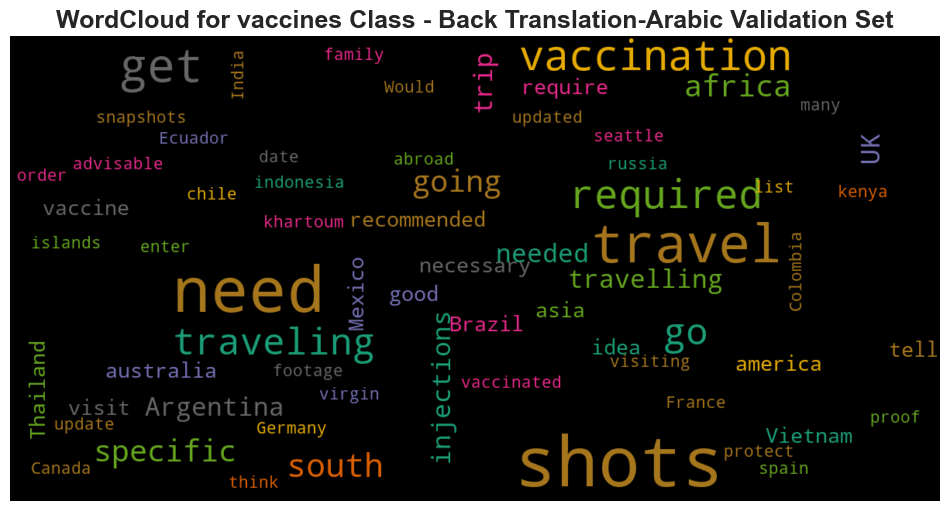 WordCloud for vaccines Class - Back Translation-Arabic Validation Set
get
India
family
Would
trip
vaccination
require
africa
many
snapshots
Ecuador
updated
seattle
UK
order
advisable
date
abroad
russia
chile
indonesia
going
required
list
kenya
vaccine
khartoum
recommended
islands
enter
needed
travel
Colombia
need
Mexico
necessary
good
travelling
asia
traveling
injections
Brazil
go
idea
visiting
america
tell
Thailand
australia
footage
virgin
vaccinated
visit
Argentina
France
proof
update
Germany
Vietnam
specific
south
shots
protect
spain
Canada
think